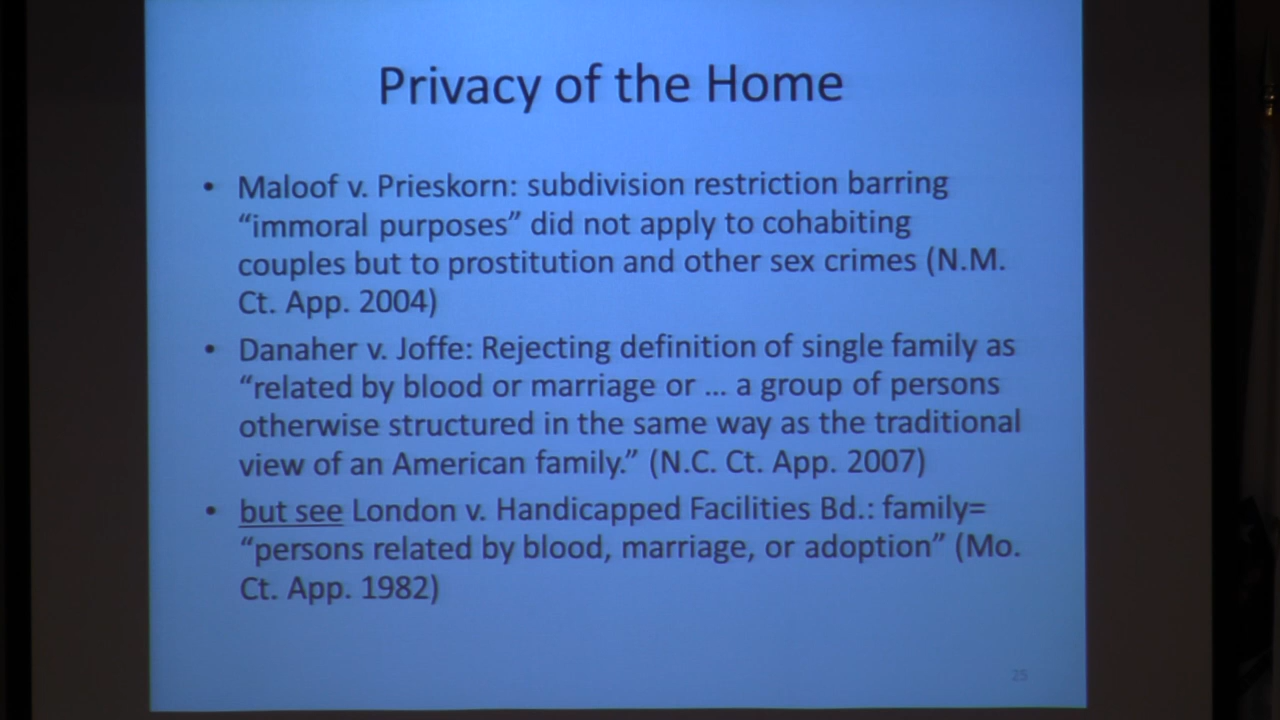 Privacy of the Home
• Maloof v. Prieskorn: subdivision restriction barring
“immoral purposes” did not apply to cohabiting
couples but to prostitution and other sex crimes (N.M.
Ct. App. 2004)
• Danaher v. Joffe: Rejecting definition of single family as
“related by blood or marriage or ... a group of persons
otherwise structured in the same way as the traditional
view of an American family.” (N.C. Ct. App. 2007)
• but see London v. Handicapped Facilities Bd.: family=
“persons related by blood, marriage, or adoption” (Mo.
Ct. App. 1982)
25